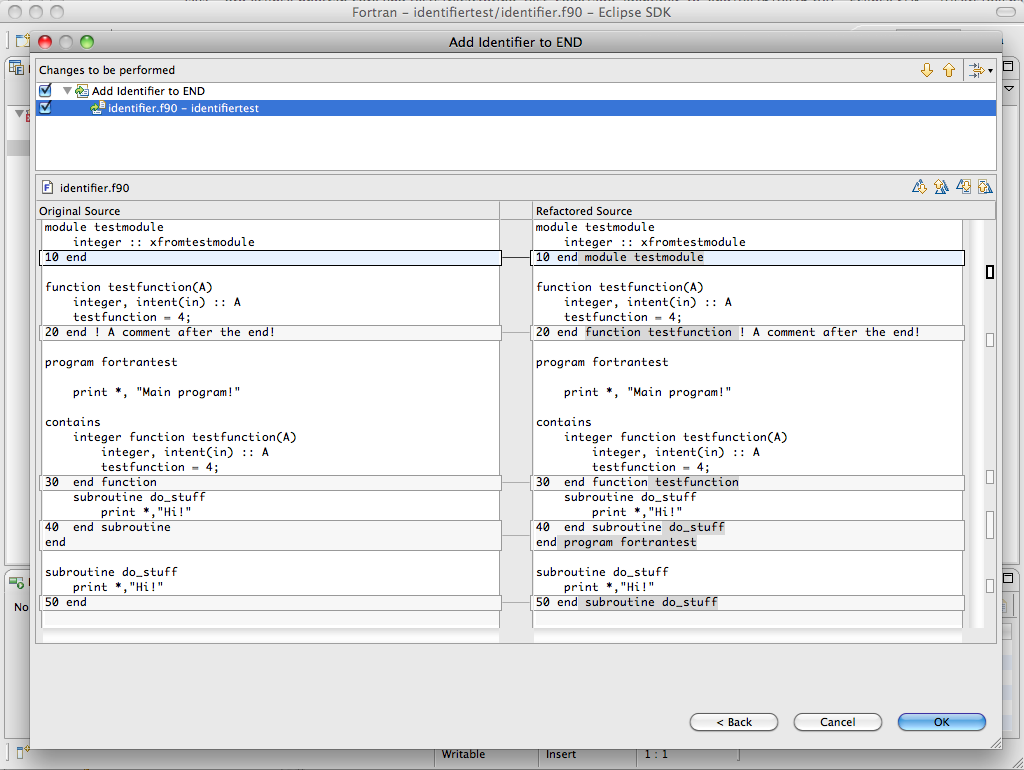 Fortran – identifiertest/identifier.f90 – Eclipse SDK
Add Identifier to END
Changes to be performed
Add Identifier to END
identifier.f90 – identifiertest
identifier.f90
Original Source
module testmodule
    integer :: xfromtestmodule
10 end
function testfunction(A)
    integer, intent(in) :: A
    testfunction = 4;
20 end ! A comment after the end!
program fortrantest
    print *, "Main program!"
contains
    integer function testfunction(A)
        integer, intent(in) :: A
        testfunction = 4;
30  end function
    subroutine do_stuff
        print *,"Hi!"
40  end subroutine
end
subroutine do_stuff
    print *,"Hi!"
50 end
Refactored Source
module testmodule
    integer :: xfromtestmodule
10 end module testmodule
function testfunction(A)
    integer, intent(in) :: A
    testfunction = 4;
20 end function testfunction ! A comment after the end!
program fortrantest
    print *, "Main program!"
contains
    integer function testfunction(A)
        integer, intent(in) :: A
        testfunction = 4;
30  end function testfunction
    subroutine do_stuff
        print *,"Hi!"
40  end subroutine do_stuff
end program fortrantest
subroutine do_stuff
    print *,"Hi!"
50 end subroutine do_stuff
No
< Back
Cancel
OK
Writable
Insert
1 : 1